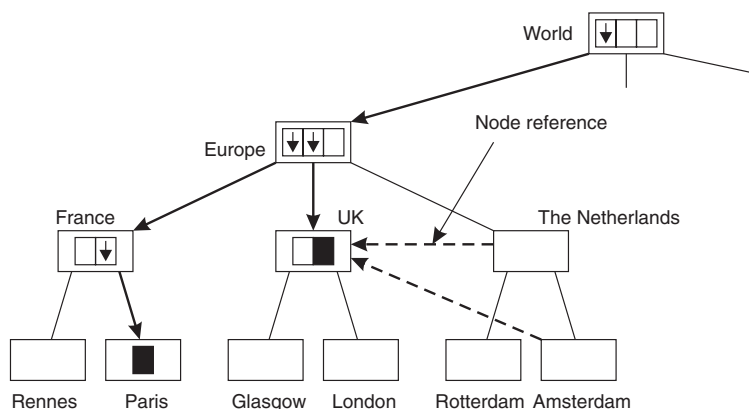 World
Node reference
Europe
France
UK
The Netherlands
Rennes
Paris
Glasgow
London
Rotterdam
Amsterdam